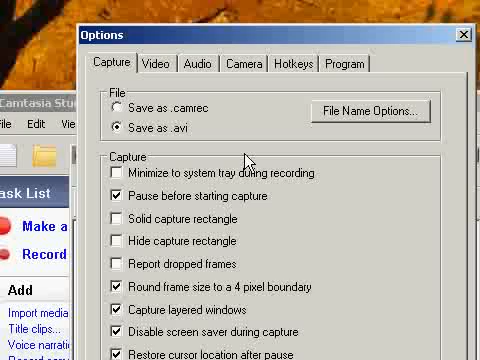 Options
Capture Video Audio Camera Hotkeys Program
File
Save as .camrec
File Name Options...
Save as .avi
Capture
Minimize to system tray during recording
Pause before starting capture
Solid capture rectangle
Hide capture rectangle
Report dropped frames
Round frame size to a 4 pixel boundary
Capture layered windows
Disable screen saver during capture
Restore cursor location after pause
Camtasia Stu
File Edit Vie
ask List
Make a
Record
Add
Import media
Title clips...
Voice narrati